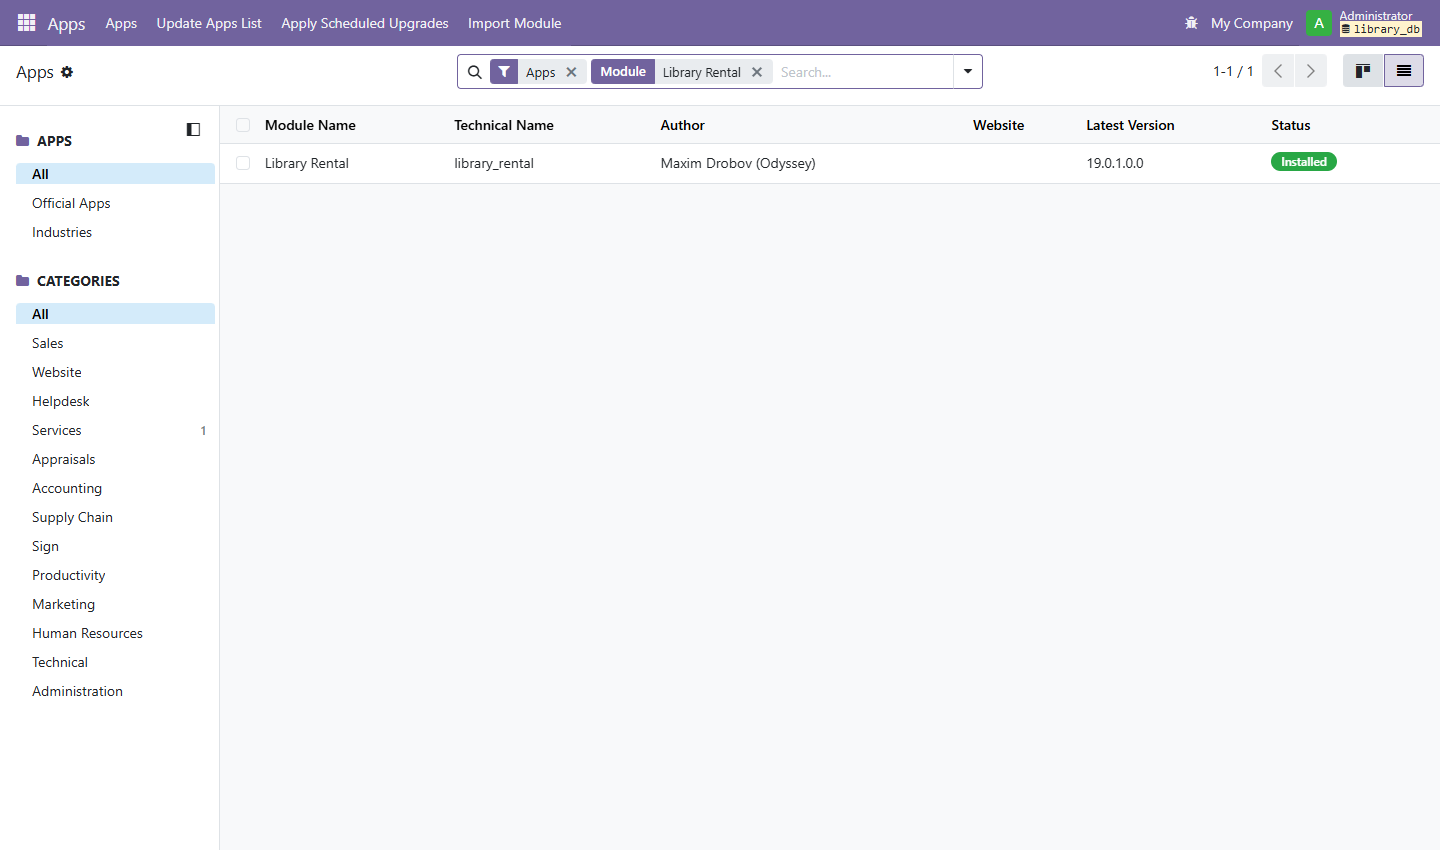 Apps Apps Update Apps List Apply Scheduled Upgrades Import Module My Company A Administrator
library_db
Apps Apps Module Library Rental Search... 1-1 / 1
APPS
All
Official Apps
Industries
CATEGORIES
All
Sales
Website
Helpdesk
Services 1
Appraisals
Accounting
Supply Chain
Sign
Productivity
Marketing
Human Resources
Technical
Administration
Module Name Technical Name Author Website Latest Version Status
Library Rental library_rental Maxim Drobov (Odyssey) 19.0.1.0.0 Installed